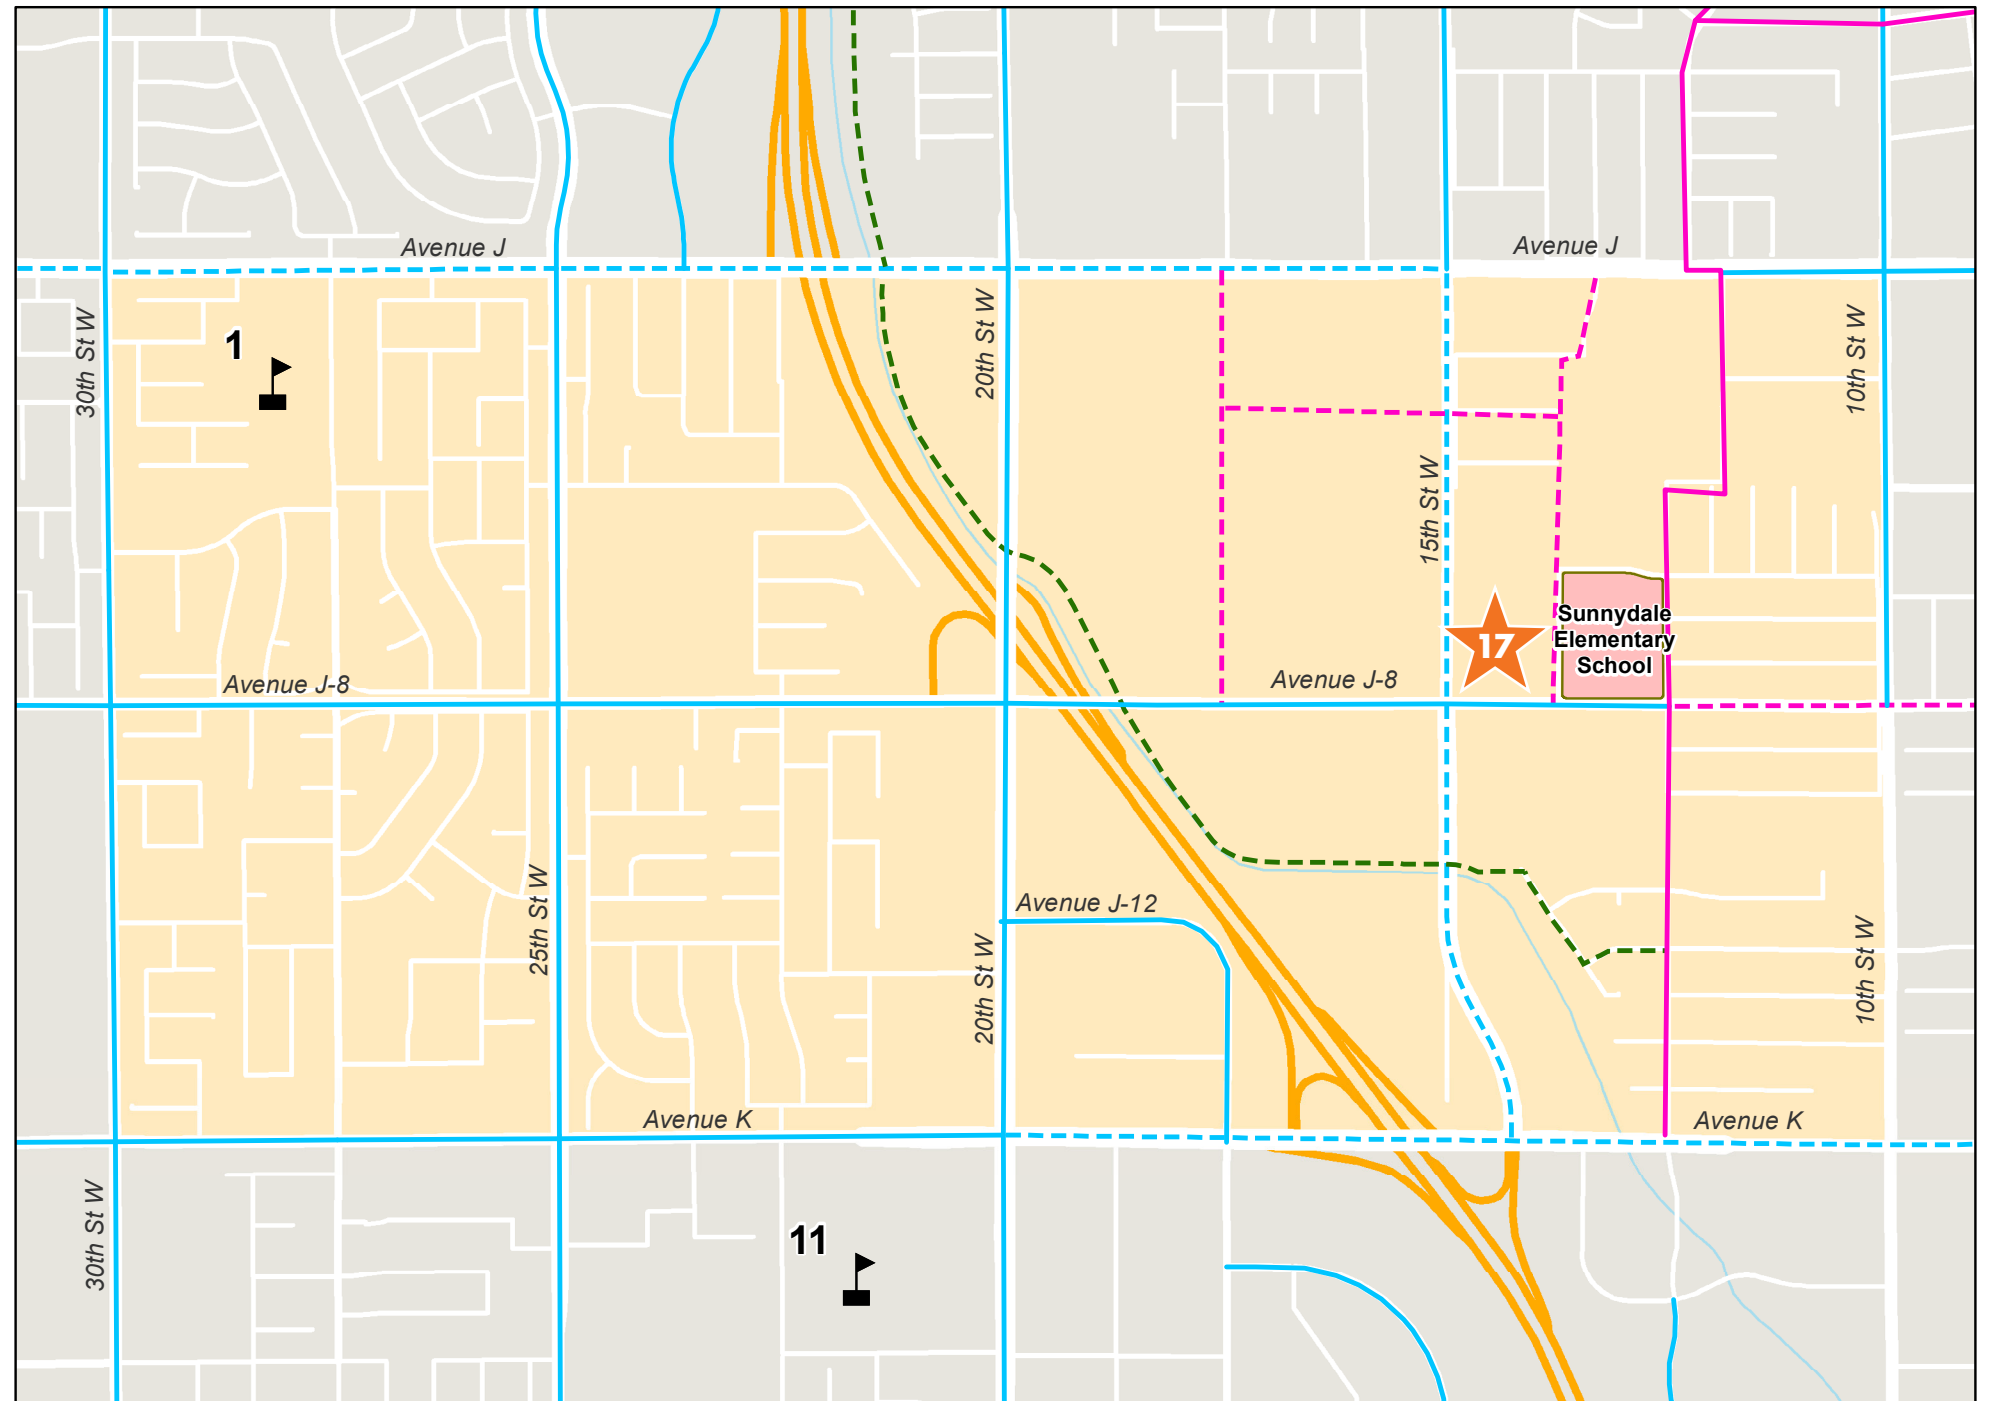 Avenue J
Avenue J
30th St W
1
20th St W
10th St W
15th St W
17
Sunnydale
Elementary
School
Avenue J-8
Avenue J-8
25th St W
Avenue J-12
20th St W
10th St W
Avenue K
Avenue K
30th St W
11